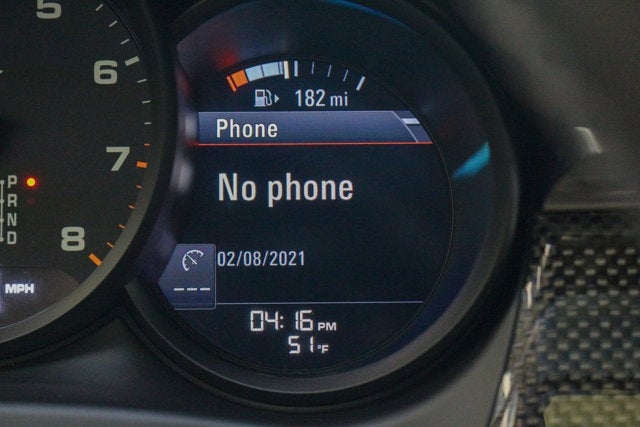 5
6
7
8
P
R
N
D
MPH
182 mi
Phone
No phone
02/08/2021
---
04:16 PM
51°F